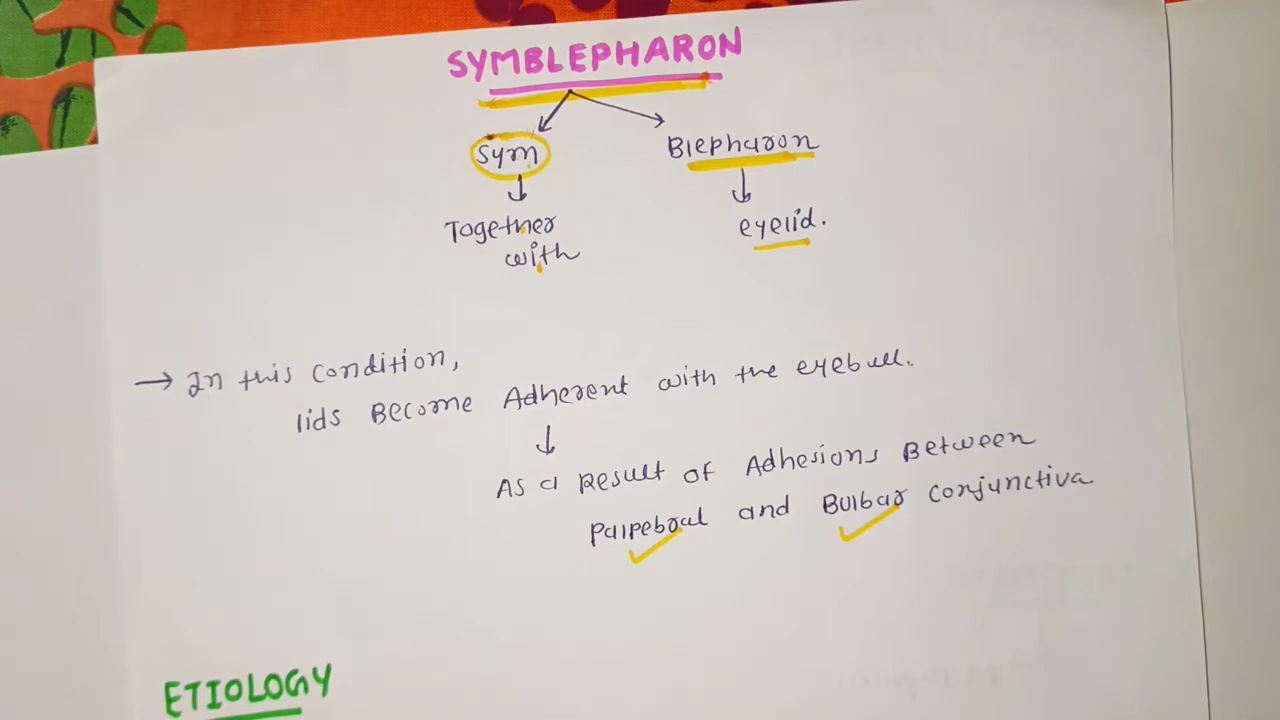 SYMBLEPHARON
Sym Blepharon
Together eyelid.
with
→ In this condition,
lids Become Adherent with the eyeball.
As a Result of Adhesions Between
Palpebral and Bulbar conjunctiva
ETIOLOGY